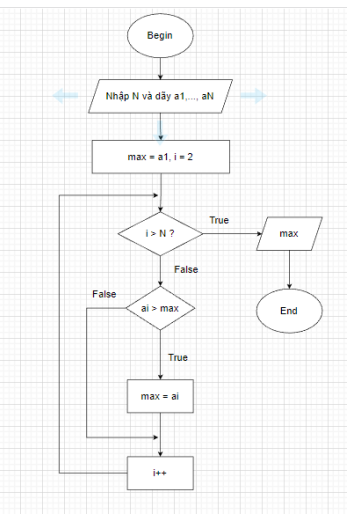 Begin
Nhập N và dãy a1,..., aN
max = a1, i = 2
i > N ?
True
max
False
End
ai > max
False
True
max = ai
i++